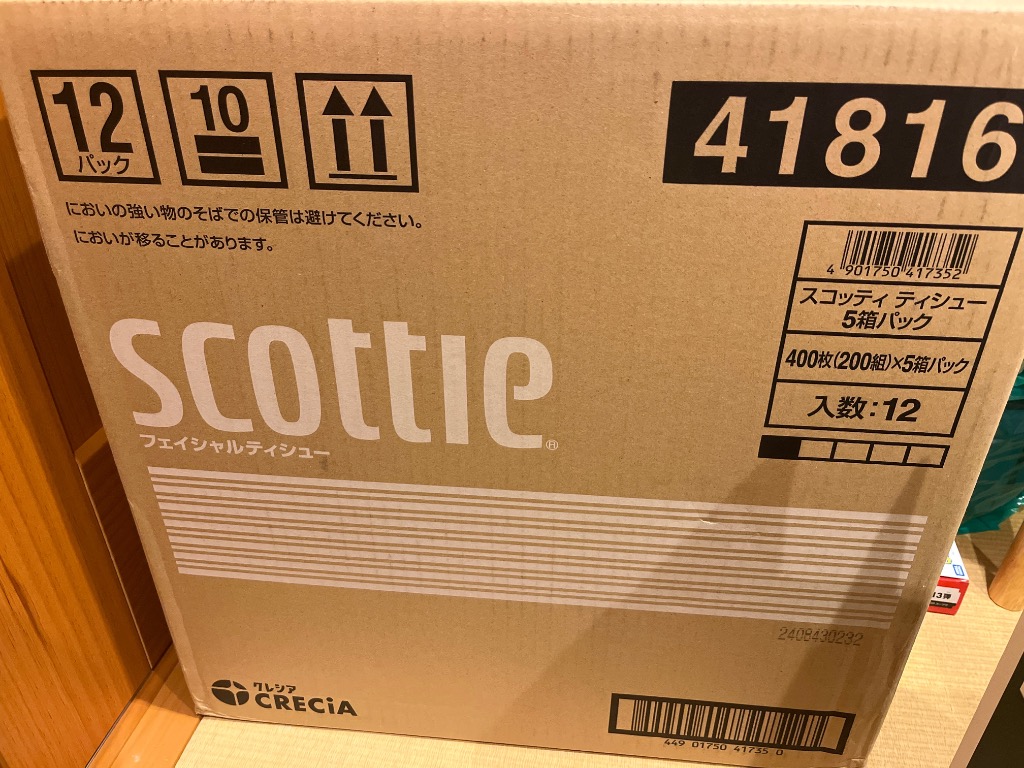 12
パック
10
41816
においの強い物のそばでの保管は避けてください。
においが移ることがあります。
4 901750 417352
スコッティ ティシュー
5箱パック
400枚(200組)×5箱パック
入数:12
scottie®
フェイシャルティシュー
2408430232
クレシア
CRECiA
449 01750 41735 0
13弾